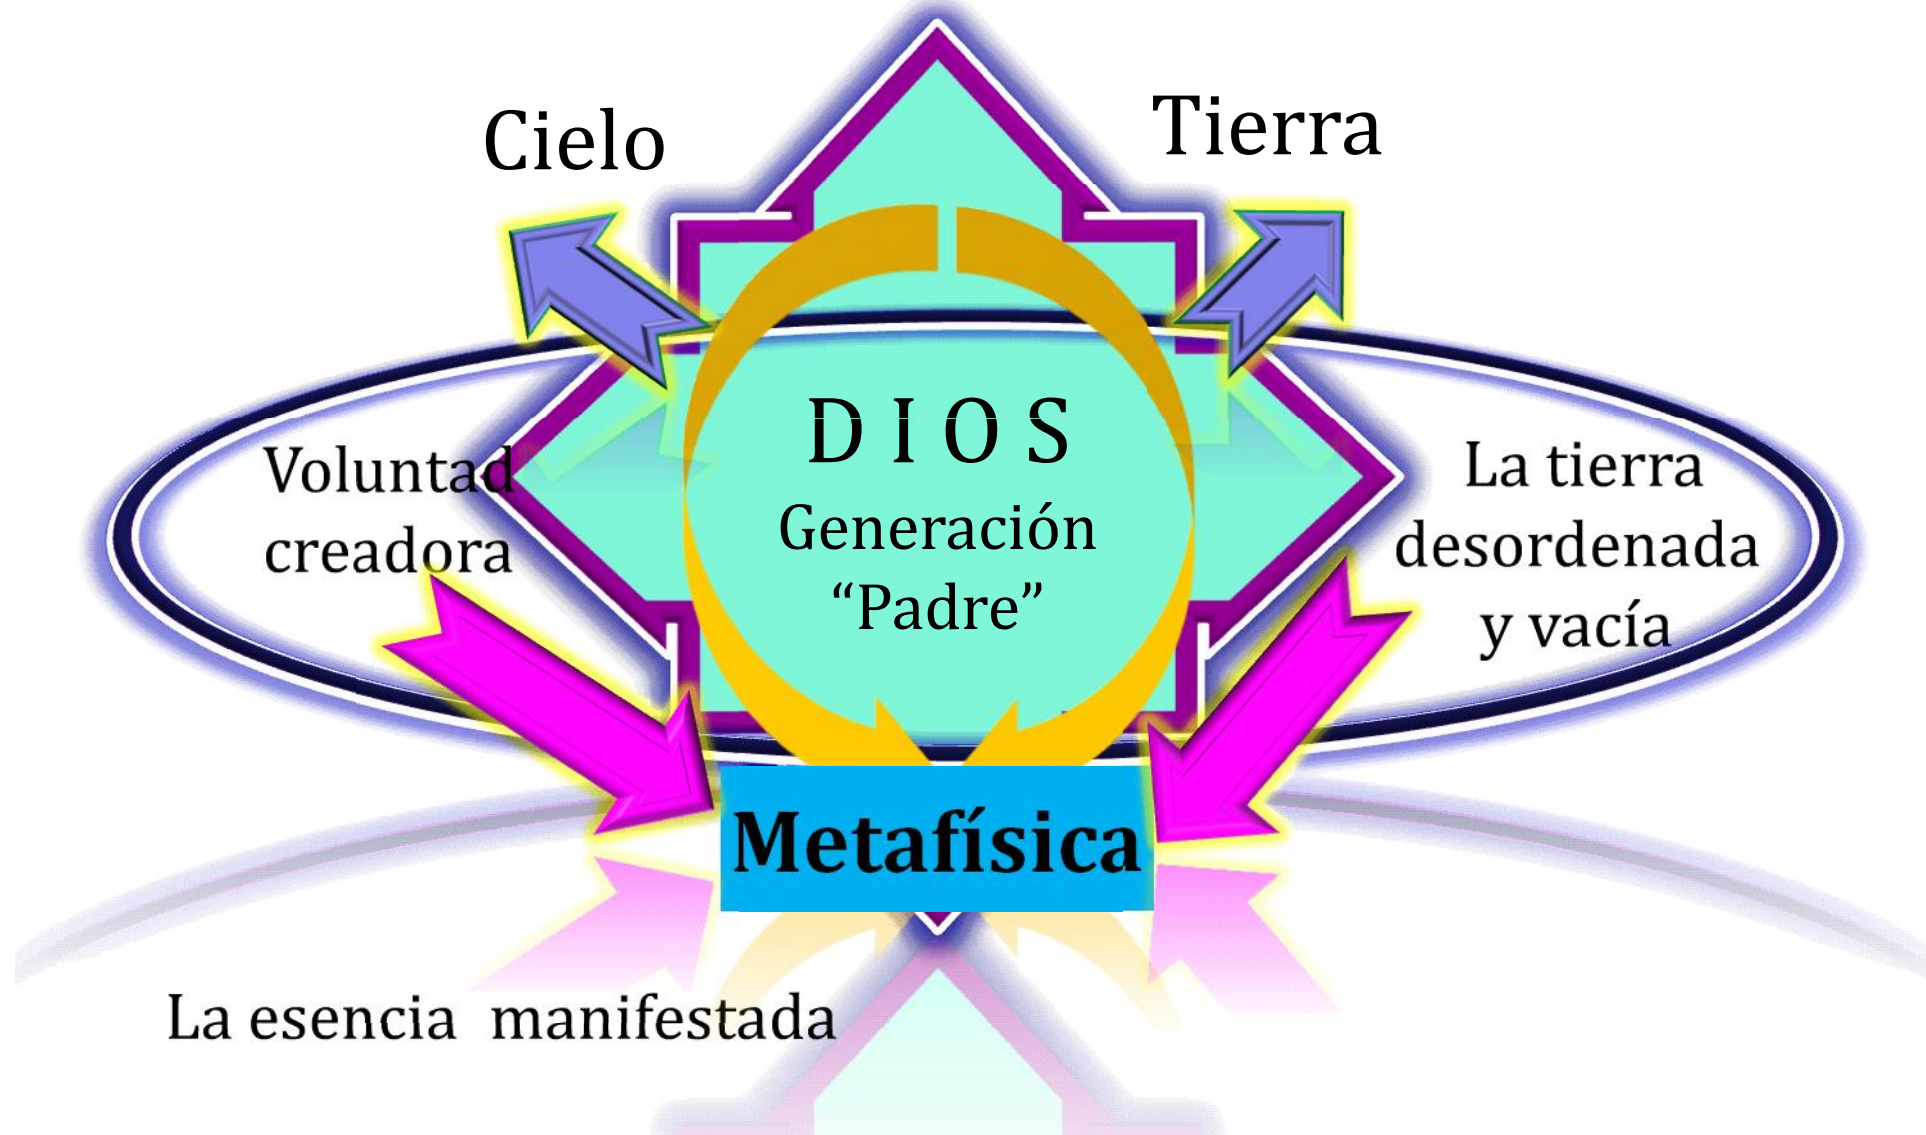 Cielo
Tierra
D I O S
Generación
“Padre”
Voluntad
creadora
La tierra
desordenada
y vacía
Metafísica
La esencia manifestada